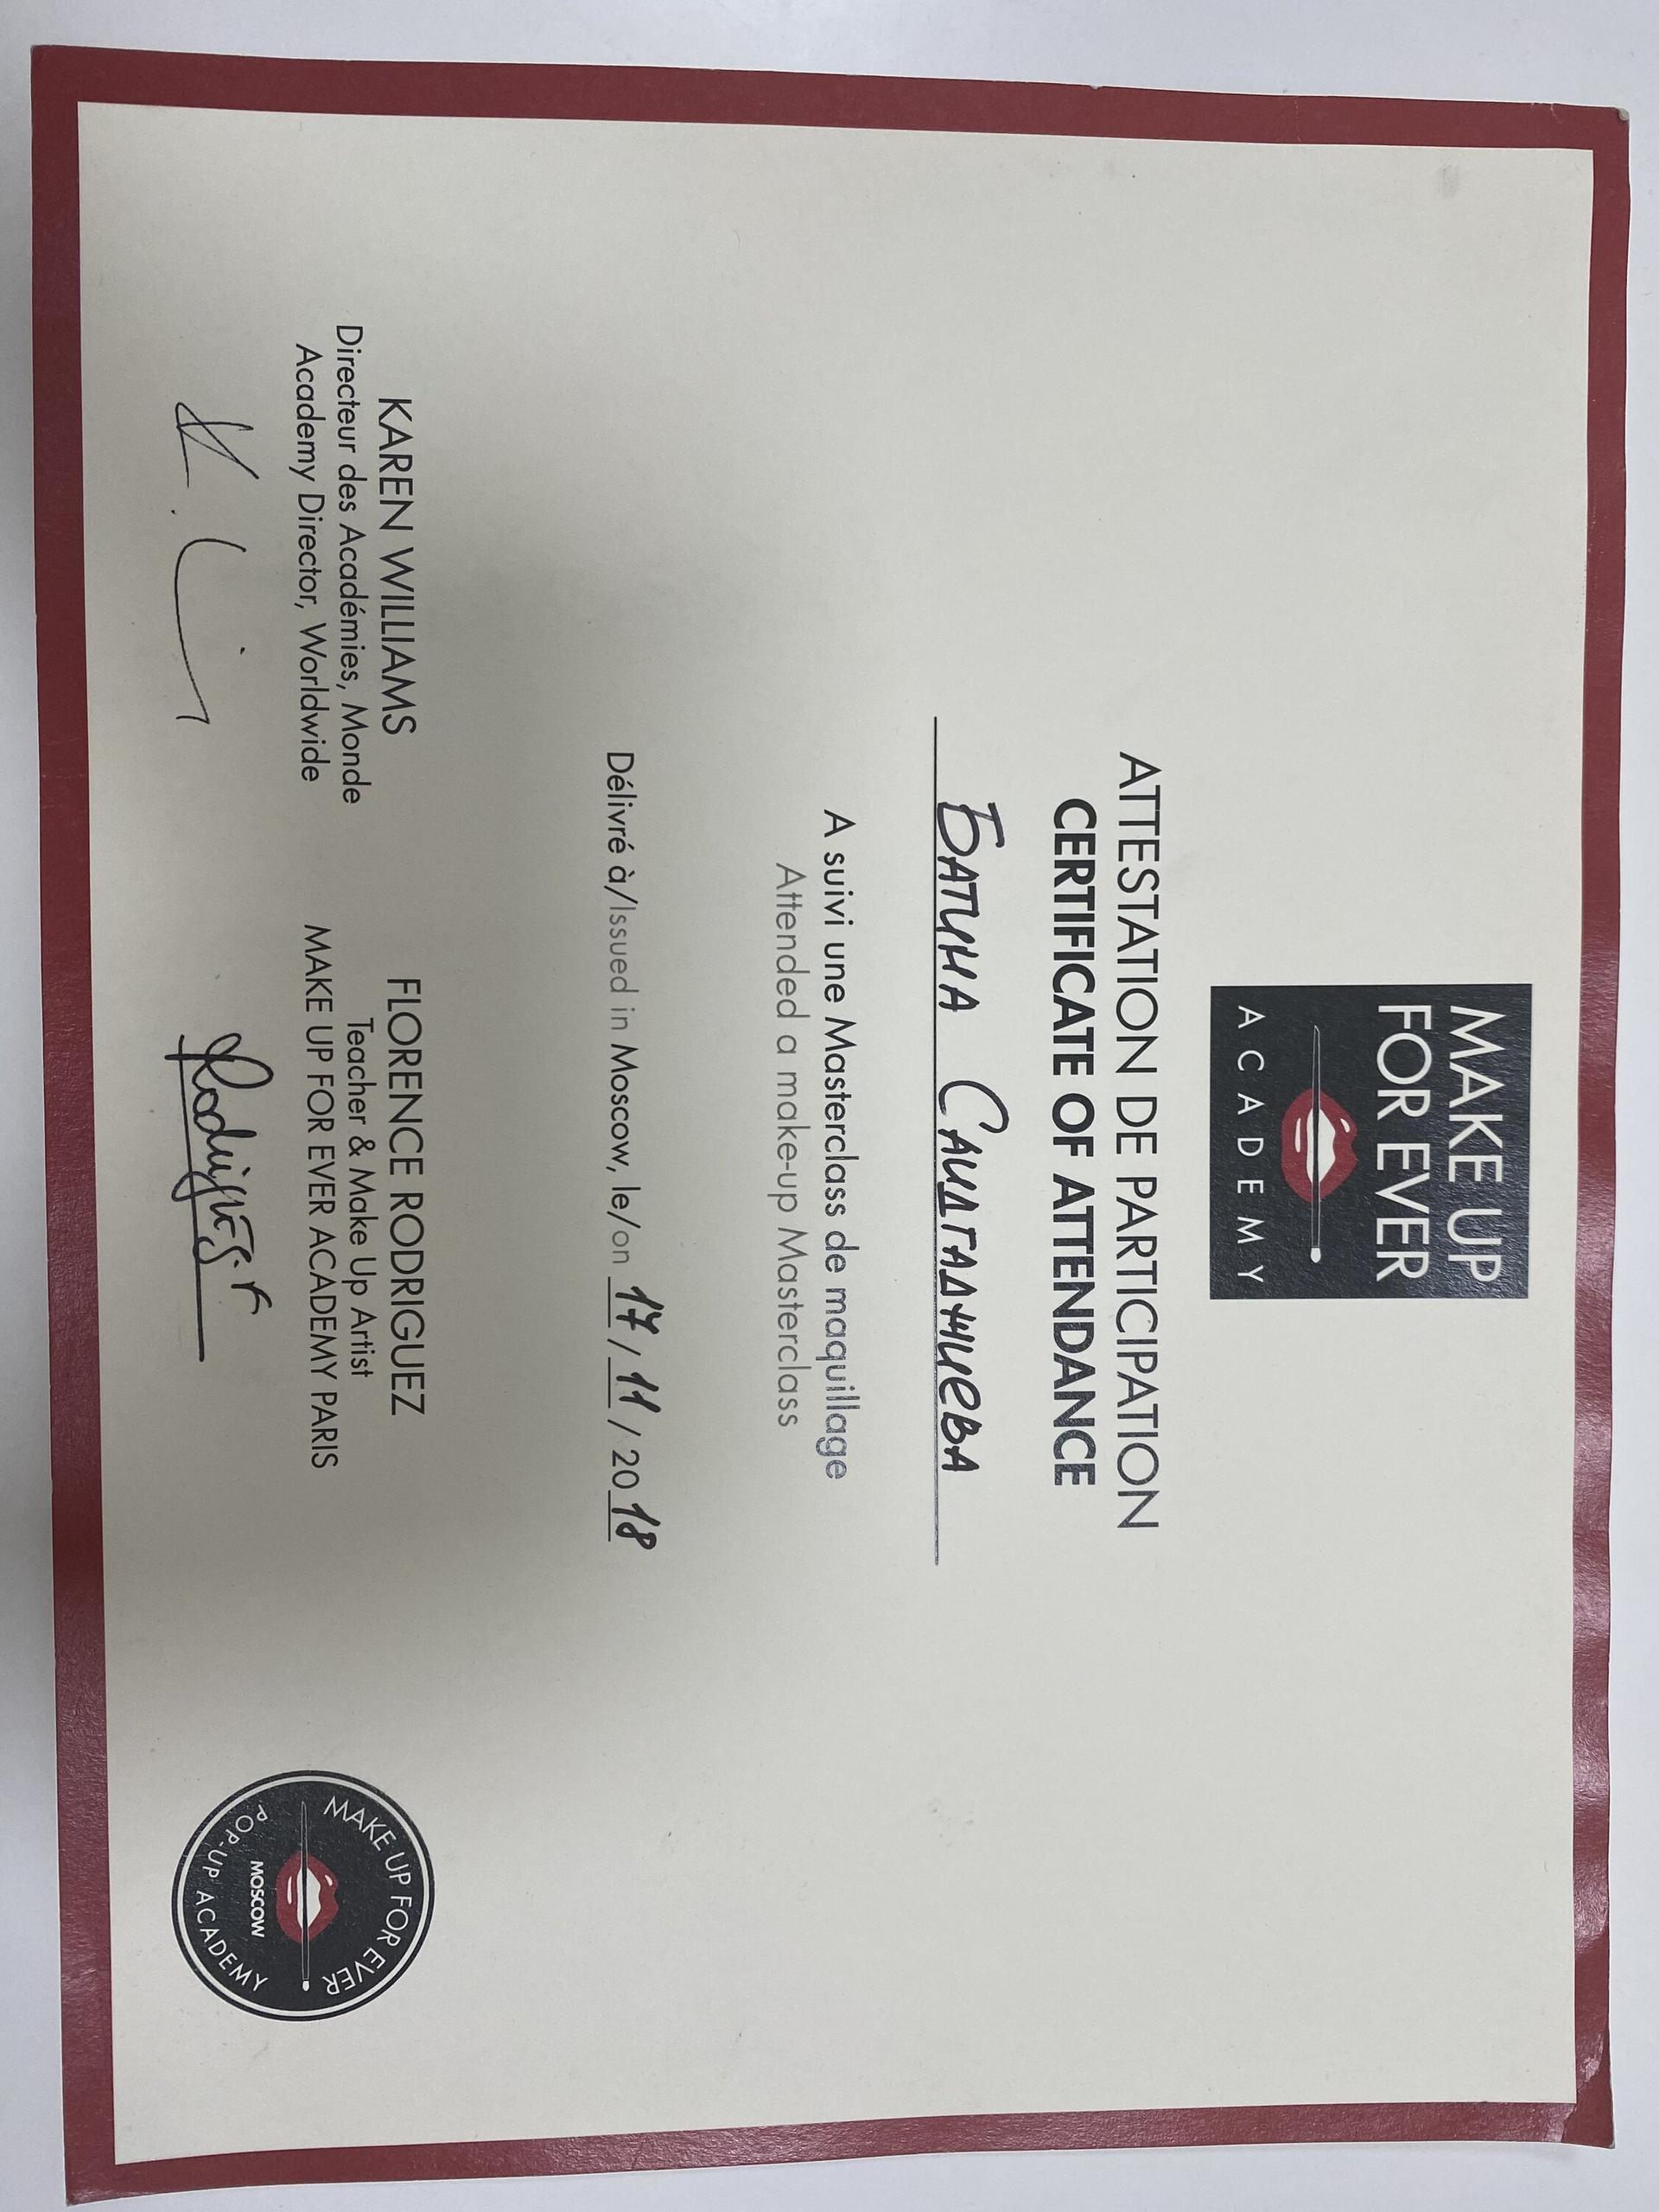 MAKE UP
FOR EVER
ACADEMY
ATTESTATION DE PARTICIPATION
CERTIFICATE OF ATTENDANCE
Батина Саидгаджиева
A suivi une Masterclass de maquillage
Attended a make-up Masterclass
Délivré à/Issued in Moscow, le/on 17/11/2018
KAREN WILLIAMS
Directeur des Académies, Monde
Academy Director, Worldwide
K. W
FLORENCE RODRIGUEZ
Teacher & Make Up Artist
MAKE UP FOR EVER ACADEMY PARIS
Rodriguez.F
MAKE UP FOR EVER
MOSCOW
POP-UP ACADEMY